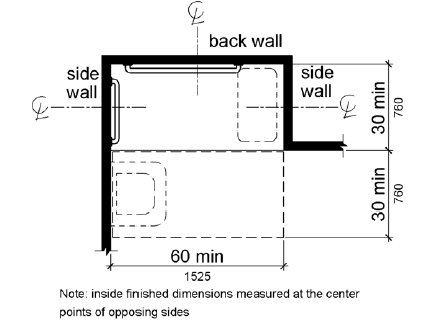 ℄
back wall
side
wall
side
wall
℄
℄
30 min
760
30 min
760
60 min
1525
Note: inside finished dimensions measured at the center
points of opposing sides